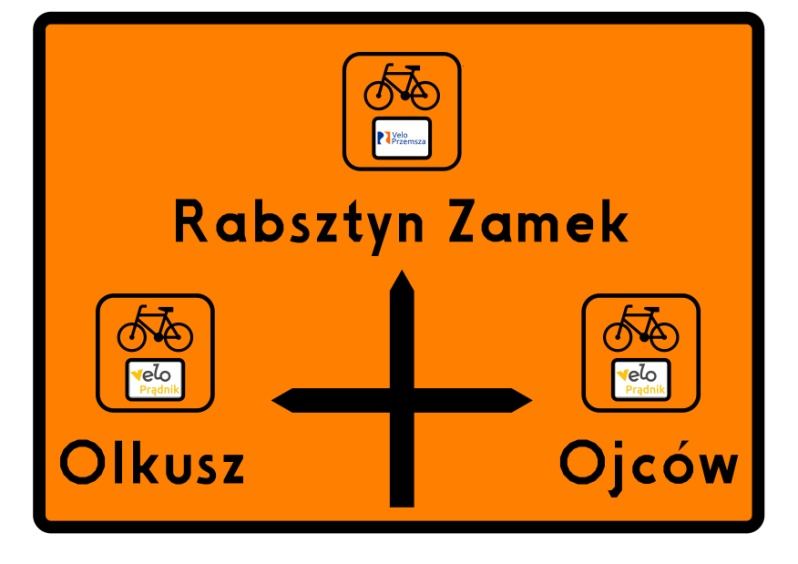 Velo
Przemsza
Rabsztyn Zamek
velo
Prądnik
velo
Prądnik
Olkusz
Ojców